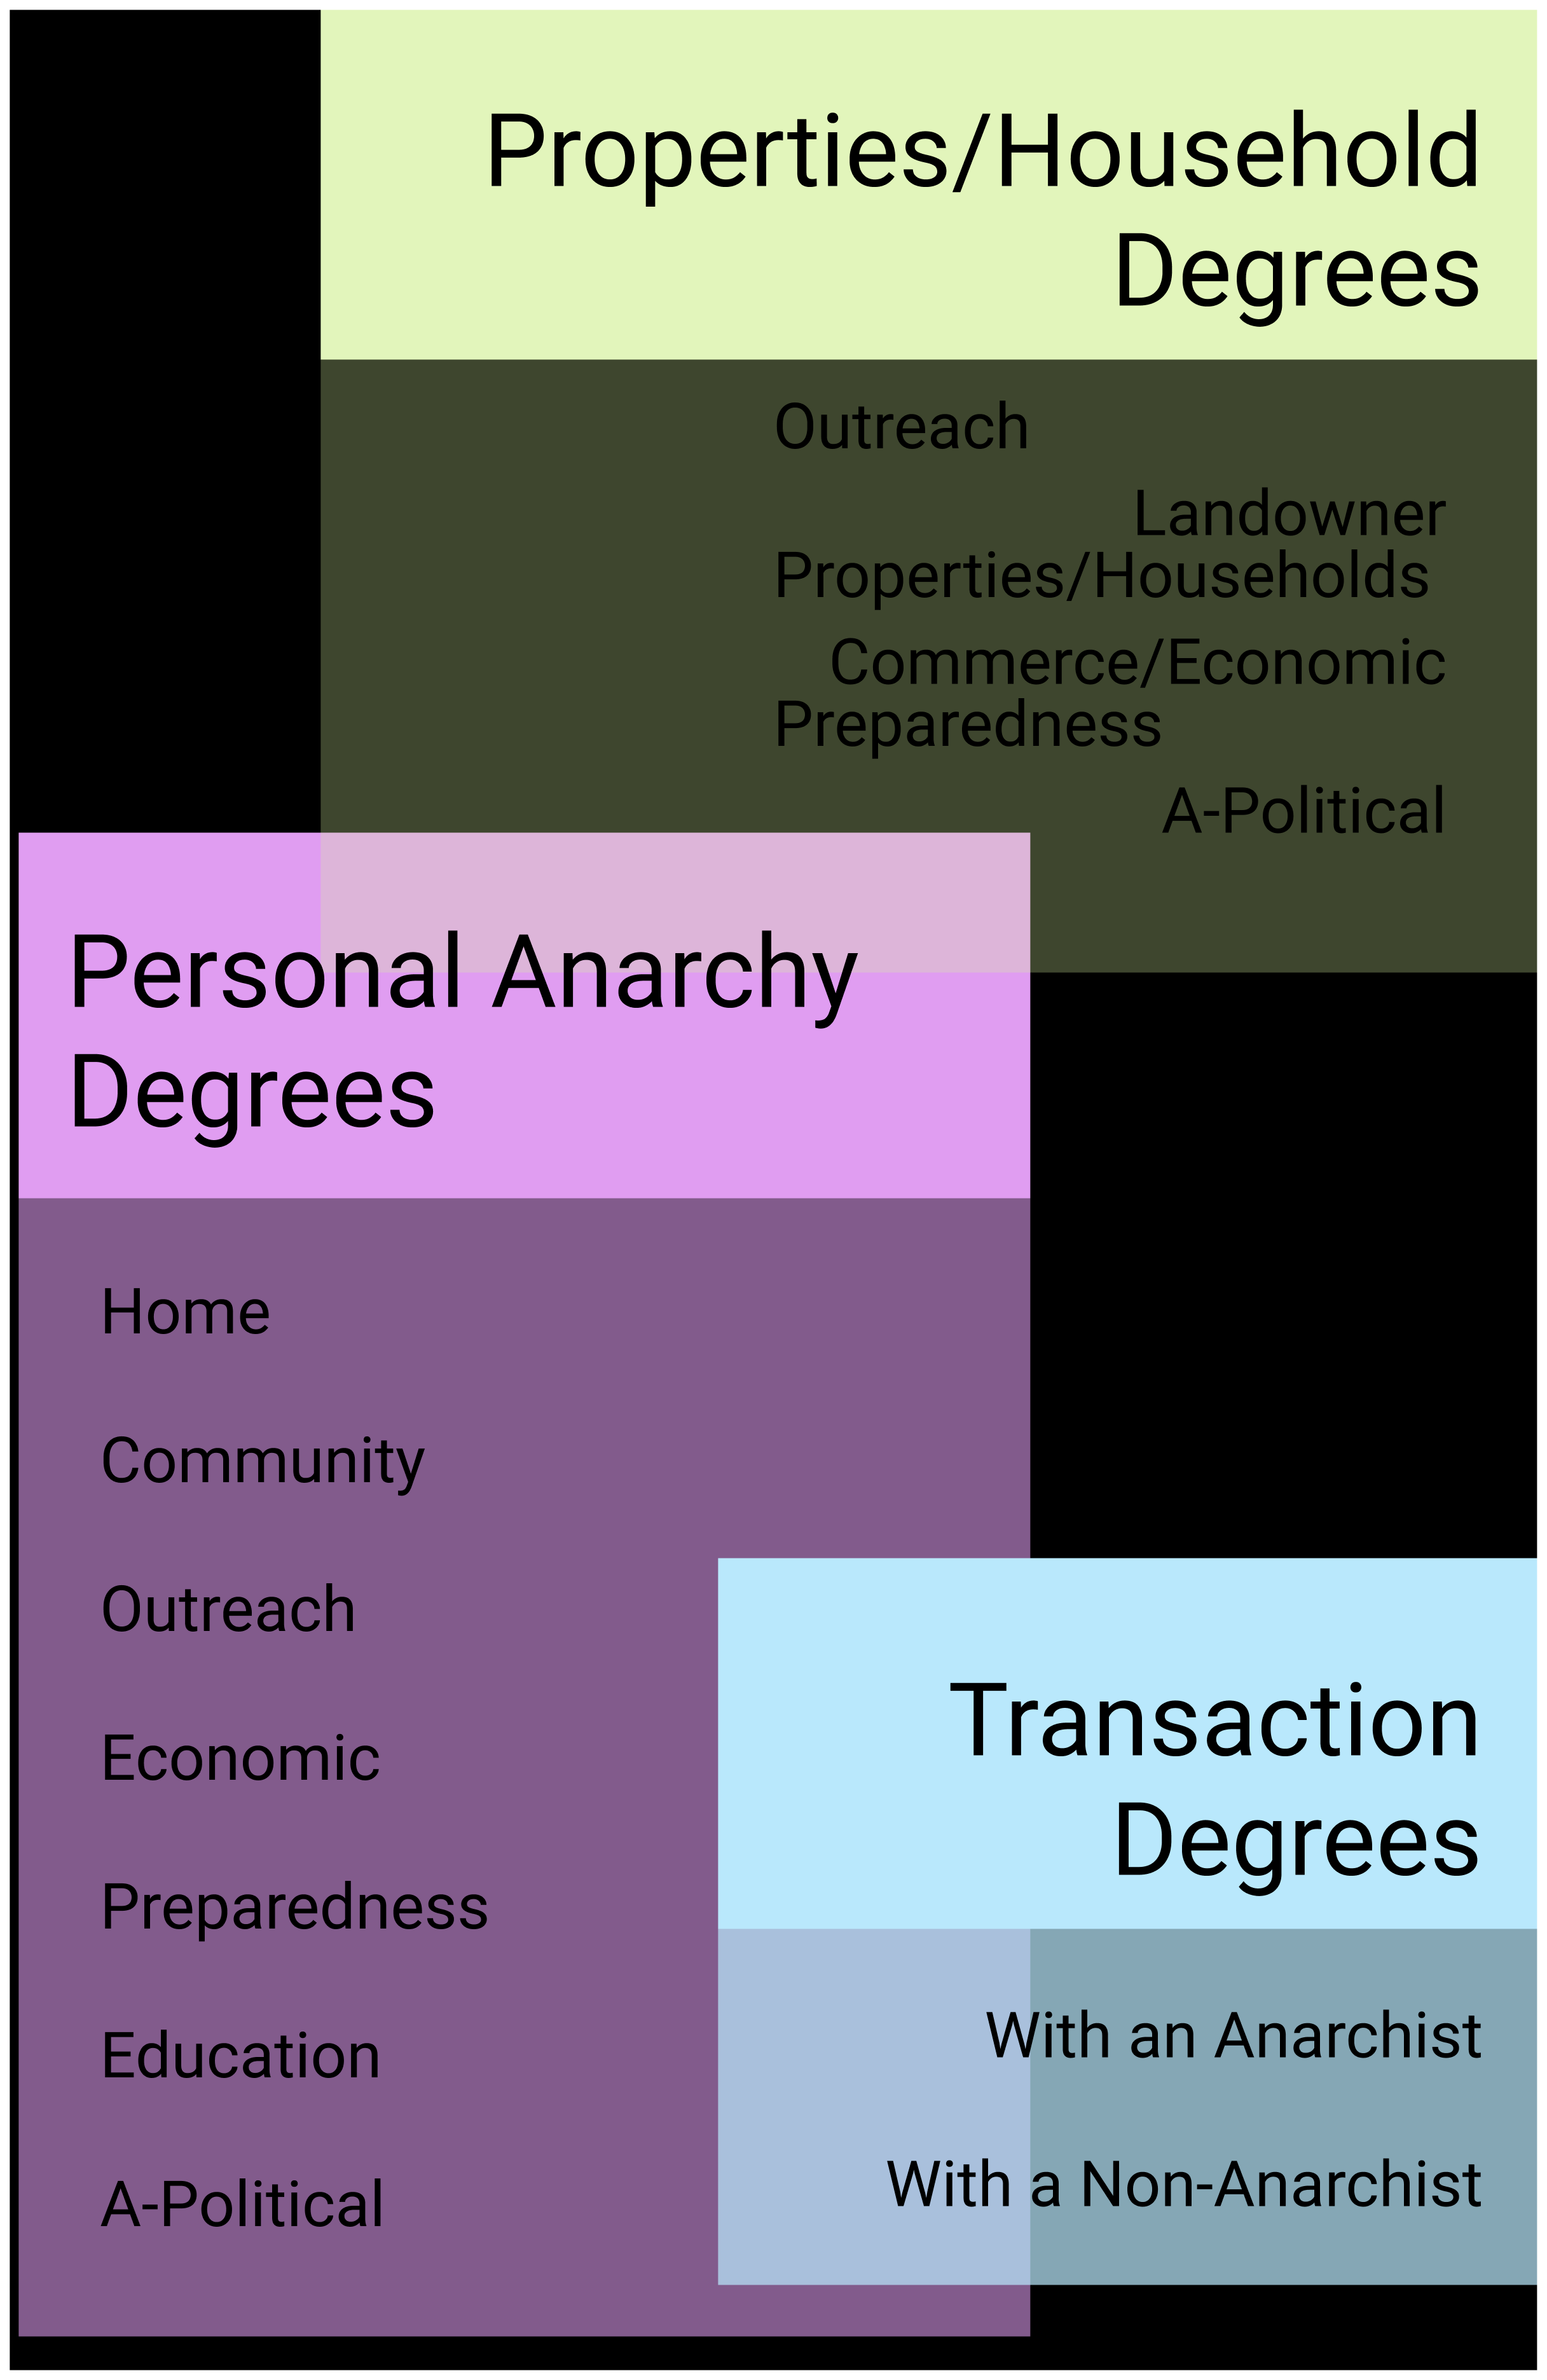 Properties/Household
Degrees
Outreach
Landowner
Properties/Households
Commerce/Economic
Preparedness
A-Political
Personal Anarchy
Degrees
Home
Community
Outreach
Economic
Preparedness
Education
A-Political
Transaction
Degrees
With an Anarchist
With a Non-Anarchist